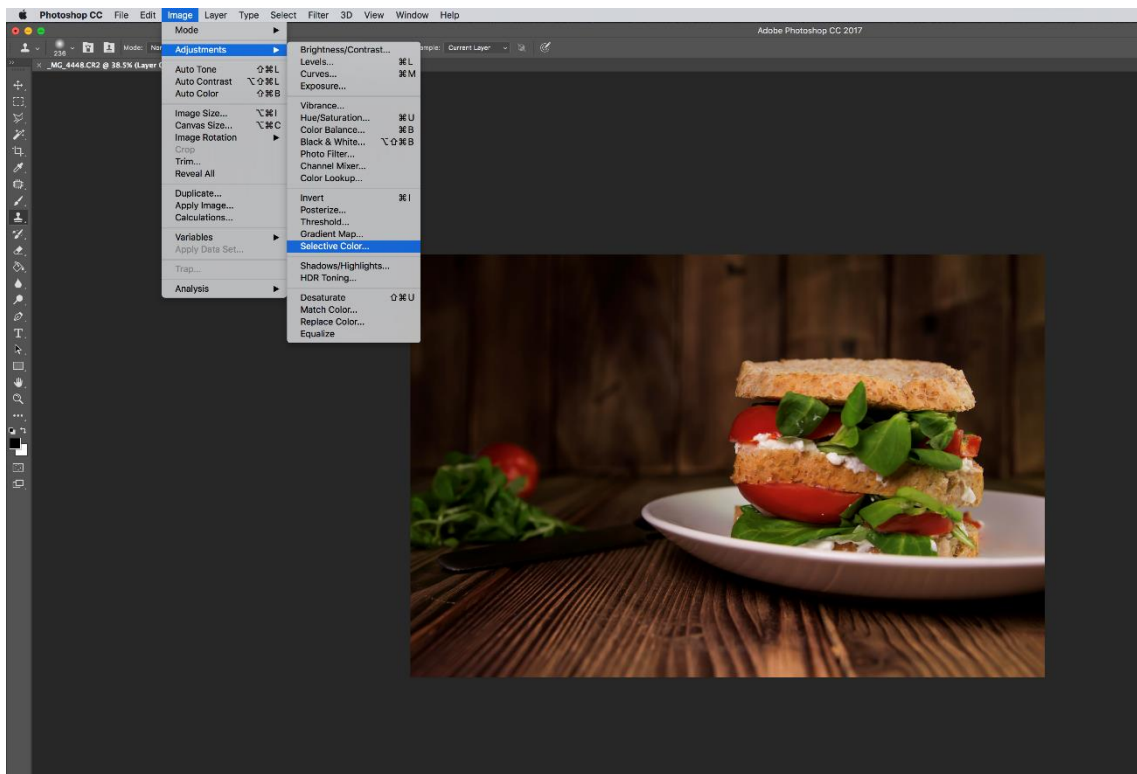 Photoshop CC File Edit Image Layer Type Select Filter 3D View Window Help
Adobe Photoshop CC 2017
236 Mode: Current Layer
× _MG_4448.CR2 @ 38.5% (Layer
Mode
Adjustments
Auto Tone ⇧⌘L
Auto Contrast ⌥⇧⌘L
Auto Color ⇧⌘B
Image Size... ⌥⌘I
Canvas Size... ⌥⌘C
Image Rotation
Crop
Trim...
Reveal All
Duplicate...
Apply Image...
Calculations...
Variables
Apply Data Set...
Trap...
Analysis
Brightness/Contrast...
Levels... ⌘L
Curves... ⌘M
Exposure...
Vibrance...
Hue/Saturation... ⌘U
Color Balance... ⌘B
Black & White... ⌥⇧⌘B
Photo Filter...
Channel Mixer...
Color Lookup...
Invert ⌘I
Posterize...
Threshold...
Gradient Map...
Selective Color...
Shadows/Highlights...
HDR Toning...
Desaturate ⇧⌘U
Match Color...
Replace Color...
Equalize